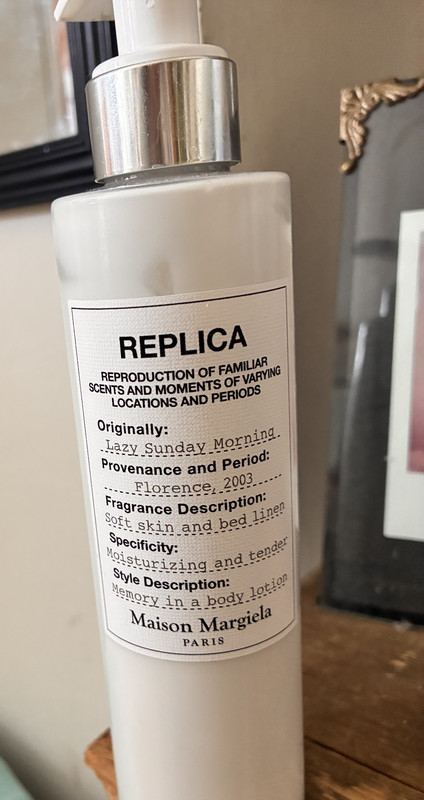 REPLICA
REPRODUCTION OF FAMILIAR
SCENTS AND MOMENTS OF VARYING
LOCATIONS AND PERIODS
Originally:
Lazy Sunday Morning
Provenance and Period:
Florence, 2003
Fragrance Description:
Soft skin and bed linen
Specificity:
Moisturizing and tender
Style Description:
Memory in a body lotion
Maison Margiela
PARIS